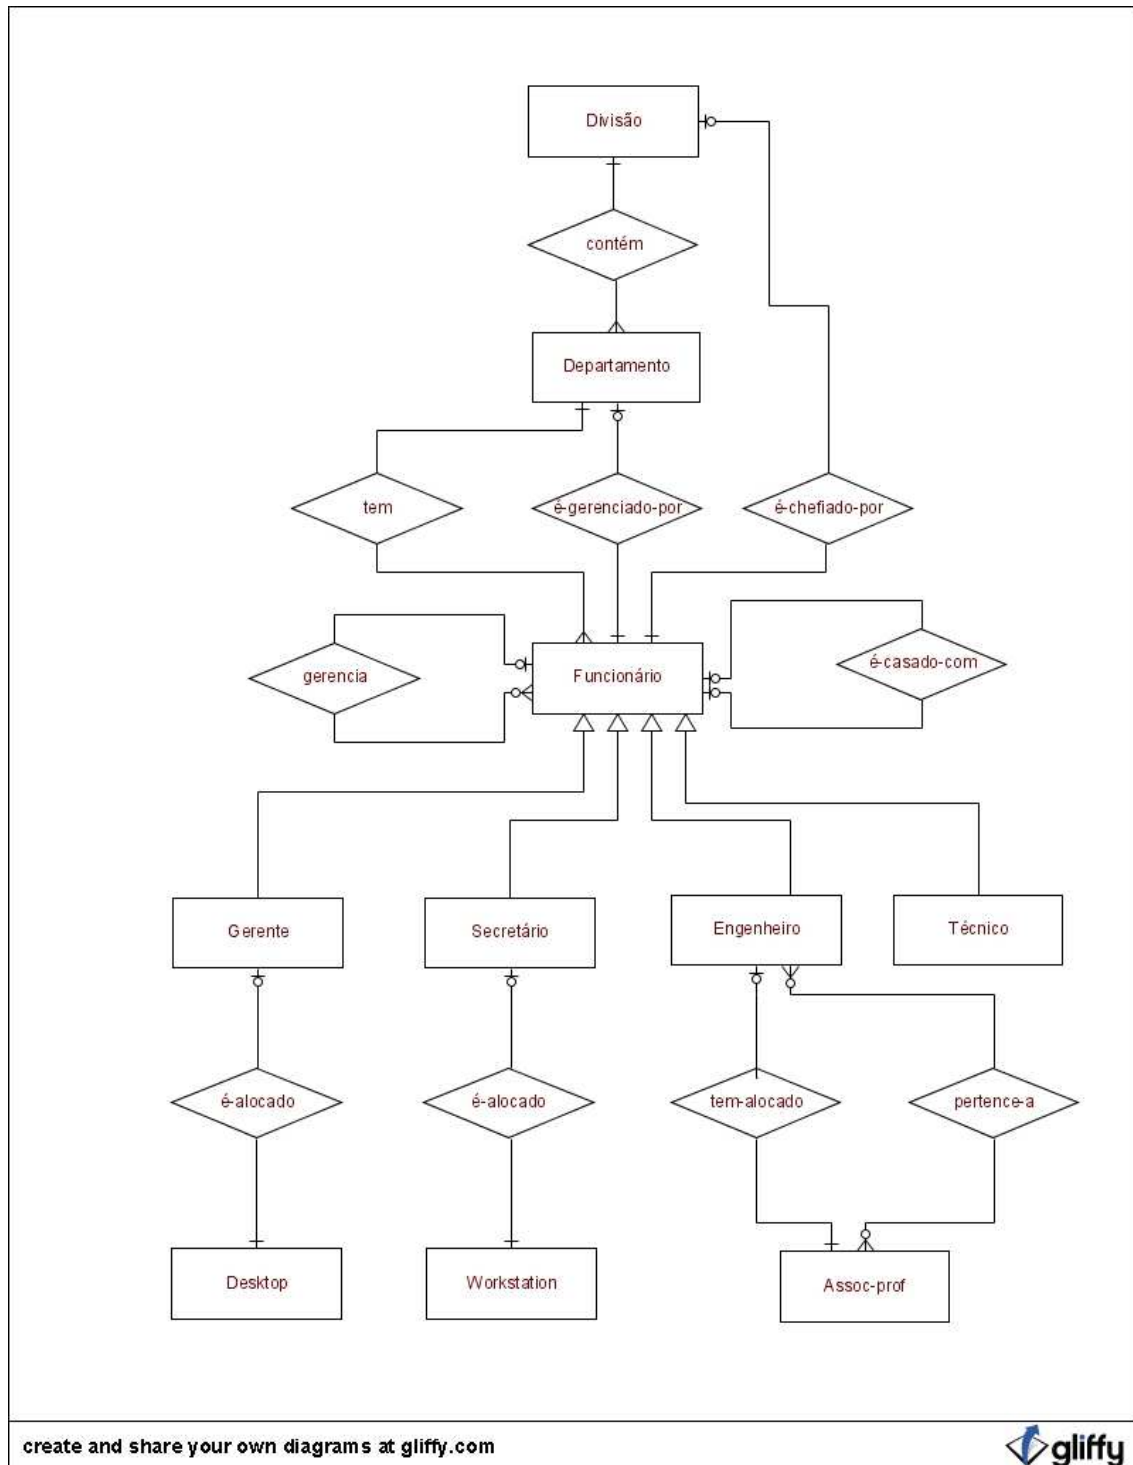 Divisão
contém
Departamento
tem
é-gerenciado-por
é-chefiado-por
gerencia
Funcionário
é-casado-com
Gerente
Secretário
Engenheiro
Técnico
é-alocado
é-alocado
tem-alocado
pertence-a
Desktop
Workstation
Assoc-prof
create and share your own diagrams at gliffy.com
gliffy